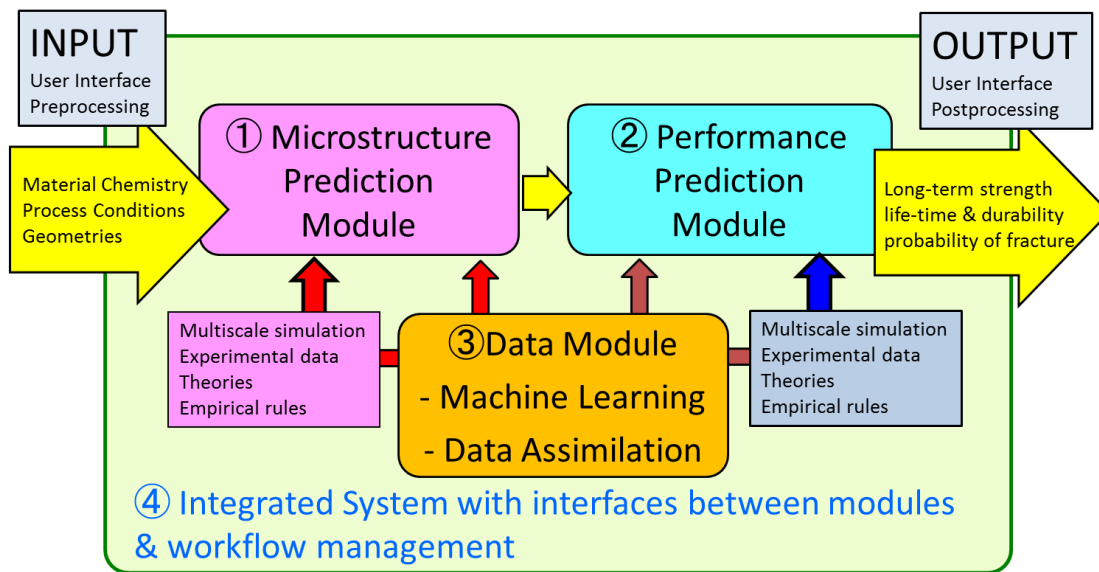 INPUT
User Interface
Preprocessing
OUTPUT
User Interface
Postprocessing
① Microstructure
Prediction
Module
② Performance
Prediction
Module
Material Chemistry
Process Conditions
Geometries
Long-term strength
life-time & durability
probability of fracture
Multiscale simulation
Experimental data
Theories
Empirical rules
③Data Module
- Machine Learning
- Data Assimilation
Multiscale simulation
Experimental data
Theories
Empirical rules
④ Integrated System with interfaces between modules
& workflow management